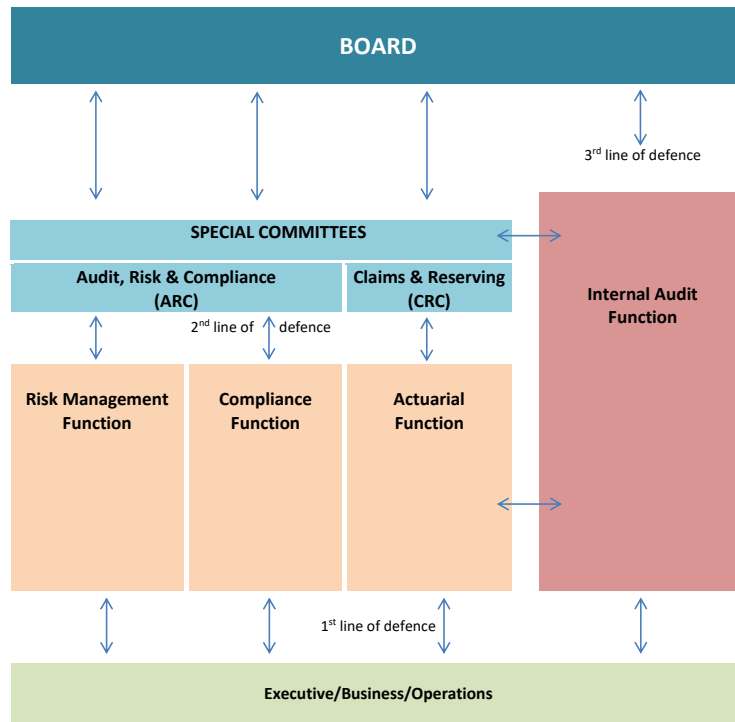 BOARD
3rd line of defence
SPECIAL COMMITTEES
Audit, Risk & Compliance
(ARC)
Claims & Reserving
(CRC)
Internal Audit
Function
2nd line of defence
Risk Management
Function
Compliance
Function
Actuarial
Function
1st line of defence
Executive/Business/Operations